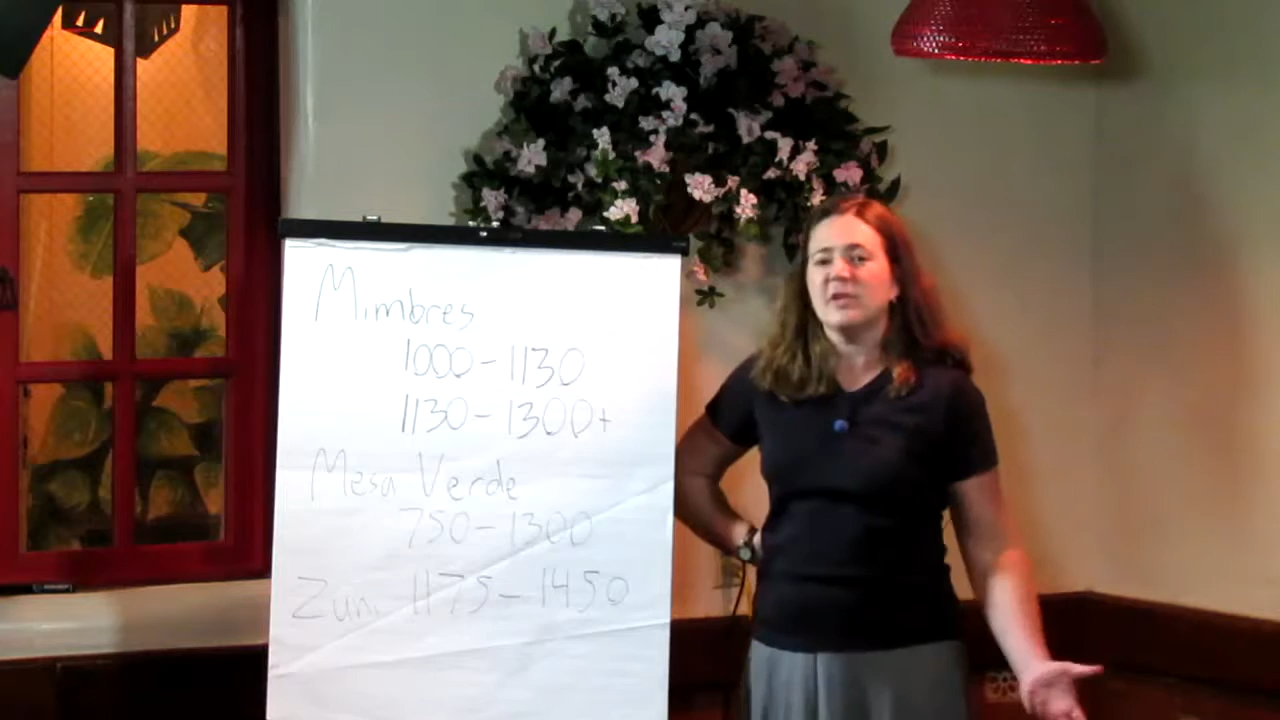 Mimbres
1000-1130
1130-1300+
Mesa Verde
750-1300
Zuni 1175-1450